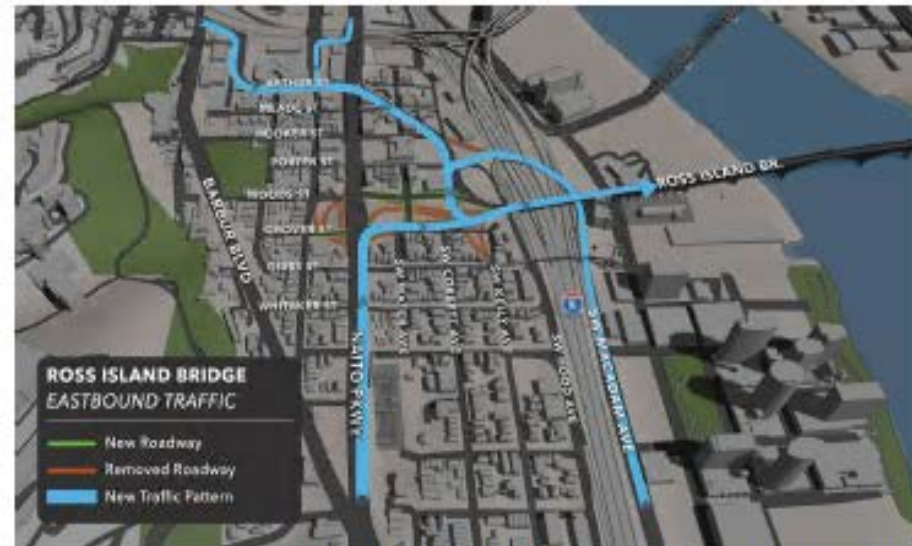 ARTHUR ST
MEADE ST
HOOKER ST
PORTER ST
WOODS ST
GROVER ST
GIBBS ST
WHITAKER ST
BARBUR BLVD
NAITO PKWY
SW CORBETT AVE
SW KELLY AVE
SW HOOD AVE
5
SW MACADAM AVE
ROSS ISLAND BR.
ROSS ISLAND BRIDGE
EASTBOUND TRAFFIC
New Roadway
Removed Roadway
New Traffic Pattern